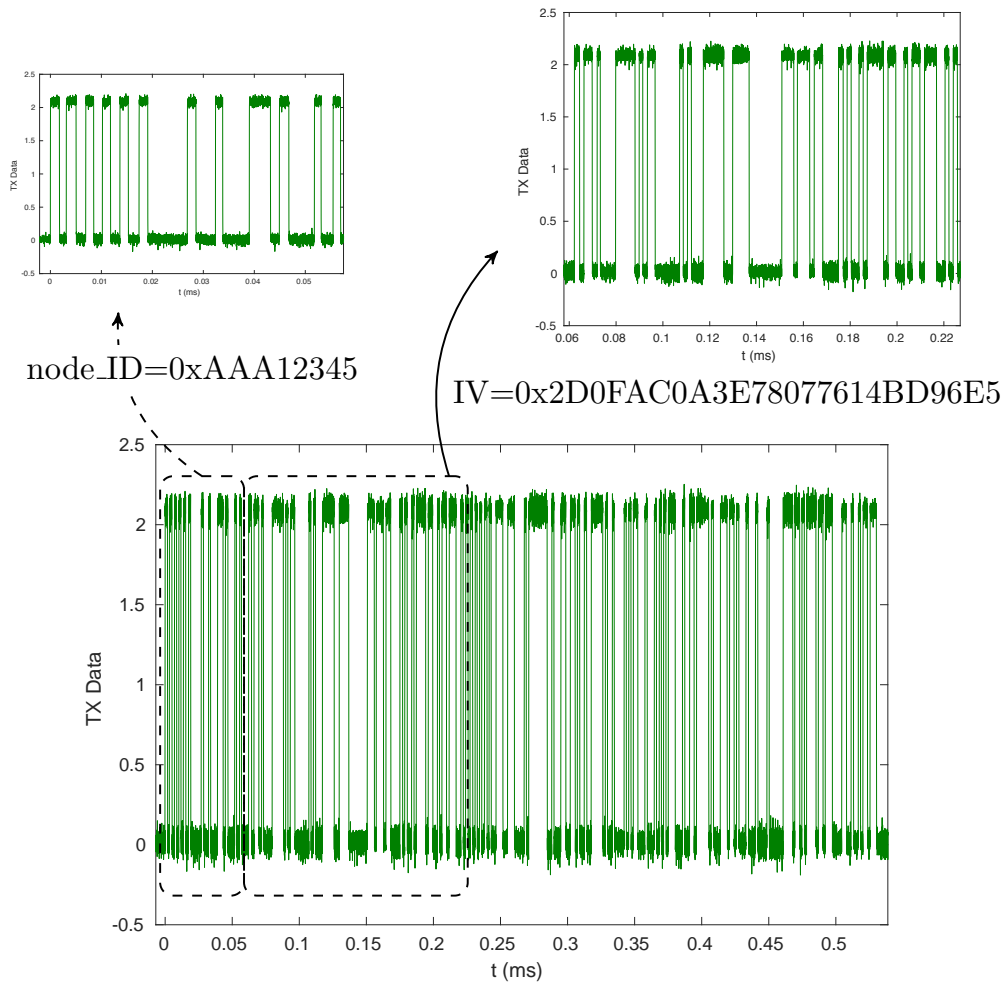 2.5
2
1.5
1
0.5
0
-0.5
TX Data
0 0.01 0.02 0.03 0.04 0.05
t (ms)
2.5
2
1.5
1
0.5
0
-0.5
TX Data
0.06 0.08 0.1 0.12 0.14 0.16 0.18 0.2 0.22
t (ms)
node_ID=0xAAA12345
IV=0x2D0FAC0A3E78077614BD96E5
2.5
2
1.5
1
0.5
0
-0.5
TX Data
0 0.05 0.1 0.15 0.2 0.25 0.3 0.35 0.4 0.45 0.5
t (ms)